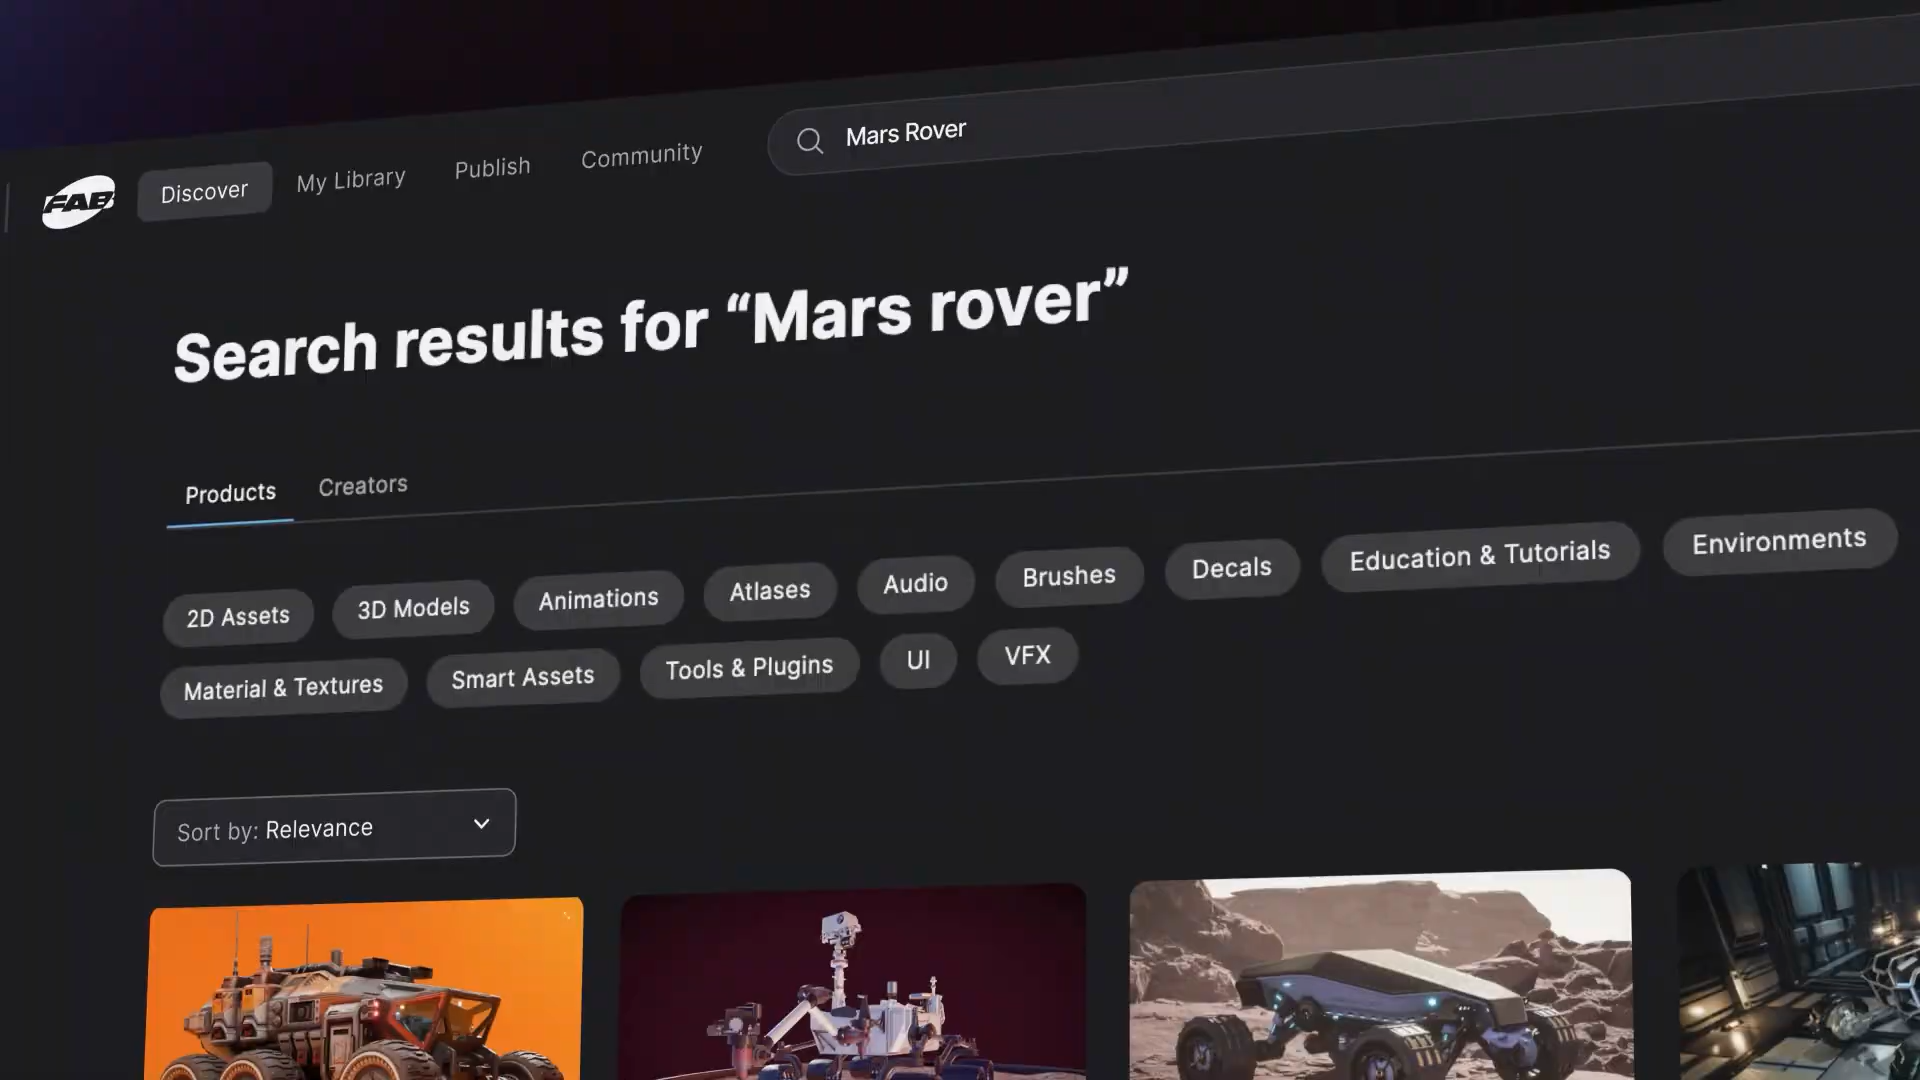 FAB
Discover
My Library
Publish
Community
Mars Rover
Search results for “Mars rover”
Products
Creators
2D Assets
3D Models
Animations
Atlases
Audio
Brushes
Decals
Education & Tutorials
Environments
Material & Textures
Smart Assets
Tools & Plugins
UI
VFX
Sort by: Relevance